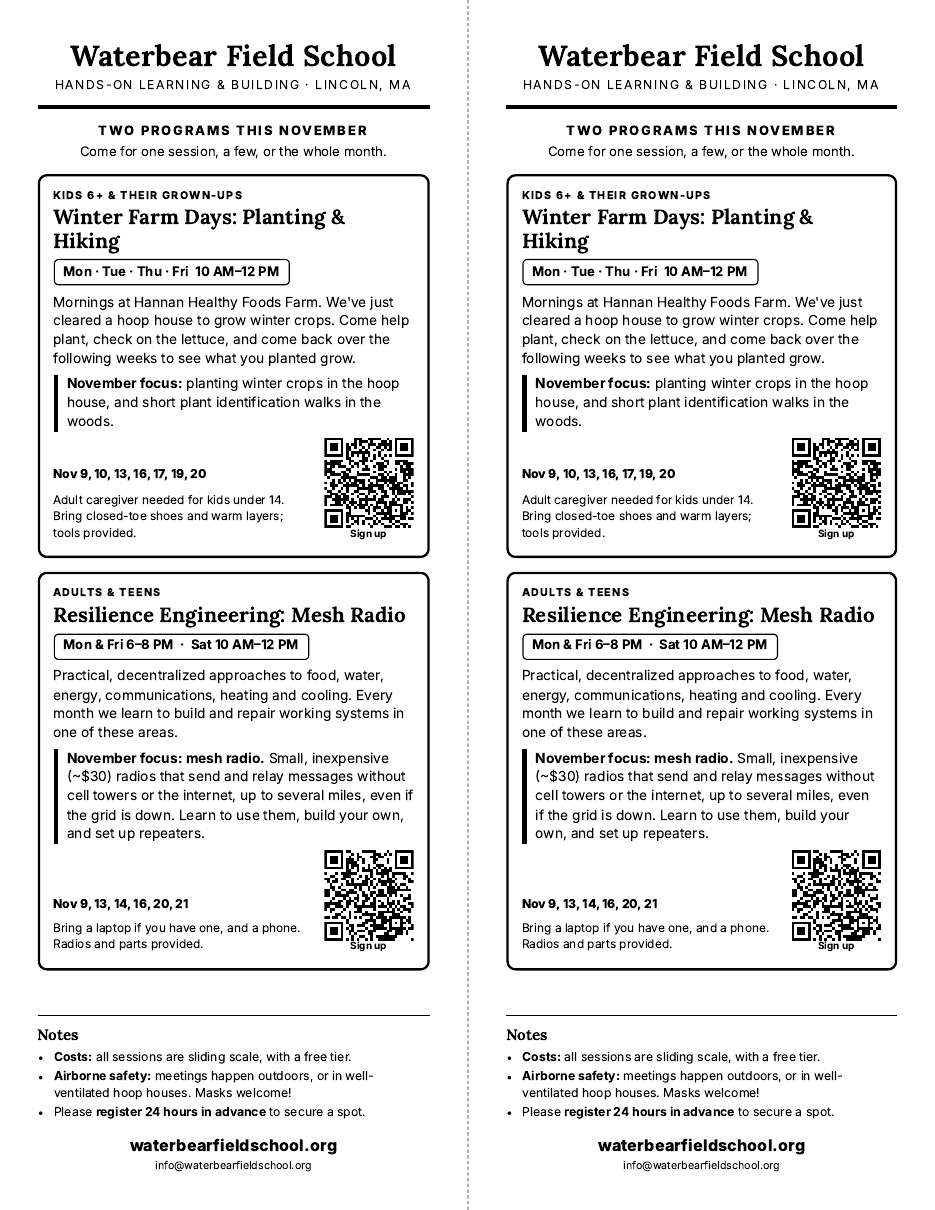 Waterbear Field School
HANDS-ON LEARNING & BUILDING · LINCOLN, MA
TWO PROGRAMS THIS NOVEMBER
Come for one session, a few, or the whole month.
KIDS 6+ & THEIR GROWN-UPS
Winter Farm Days: Planting &
Hiking
Mon · Tue · Thu · Fri 10 AM–12 PM
Mornings at Hannan Healthy Foods Farm. We've just
cleared a hoop house to grow winter crops. Come help
plant, check on the lettuce, and come back over the
following weeks to see what you planted grow.
November focus: planting winter crops in the hoop
house, and short plant identification walks in the
woods.
Nov 9, 10, 13, 16, 17, 19, 20
Adult caregiver needed for kids under 14.
Bring closed-toe shoes and warm layers;
tools provided.
Sign up
ADULTS & TEENS
Resilience Engineering: Mesh Radio
Mon & Fri 6–8 PM · Sat 10 AM–12 PM
Practical, decentralized approaches to food, water,
energy, communications, heating and cooling. Every
month we learn to build and repair working systems in
one of these areas.
November focus: mesh radio. Small, inexpensive
(~$30) radios that send and relay messages without
cell towers or the internet, up to several miles, even if
the grid is down. Learn to use them, build your own,
and set up repeaters.
Nov 9, 13, 14, 16, 20, 21
Bring a laptop if you have one, and a phone.
Radios and parts provided.
Sign up
Notes
• Costs: all sessions are sliding scale, with a free tier.
• Airborne safety: meetings happen outdoors, or in well-
ventilated hoop houses. Masks welcome!
• Please register 24 hours in advance to secure a spot.
waterbearfieldschool.org
info@waterbearfieldschool.org
Waterbear Field School
HANDS-ON LEARNING & BUILDING · LINCOLN, MA
TWO PROGRAMS THIS NOVEMBER
Come for one session, a few, or the whole month.
KIDS 6+ & THEIR GROWN-UPS
Winter Farm Days: Planting &
Hiking
Mon · Tue · Thu · Fri 10 AM–12 PM
Mornings at Hannan Healthy Foods Farm. We've just
cleared a hoop house to grow winter crops. Come help
plant, check on the lettuce, and come back over the
following weeks to see what you planted grow.
November focus: planting winter crops in the hoop
house, and short plant identification walks in the
woods.
Nov 9, 10, 13, 16, 17, 19, 20
Adult caregiver needed for kids under 14.
Bring closed-toe shoes and warm layers;
tools provided.
Sign up
ADULTS & TEENS
Resilience Engineering: Mesh Radio
Mon & Fri 6–8 PM · Sat 10 AM–12 PM
Practical, decentralized approaches to food, water,
energy, communications, heating and cooling. Every
month we learn to build and repair working systems in
one of these areas.
November focus: mesh radio. Small, inexpensive
(~$30) radios that send and relay messages without
cell towers or the internet, up to several miles, even
if the grid is down. Learn to use them, build your
own, and set up repeaters.
Nov 9, 13, 14, 16, 20, 21
Bring a laptop if you have one, and a phone.
Radios and parts provided.
Sign up
Notes
• Costs: all sessions are sliding scale, with a free tier.
• Airborne safety: meetings happen outdoors, or in well-
ventilated hoop houses. Masks welcome!
• Please register 24 hours in advance to secure a spot.
waterbearfieldschool.org
info@waterbearfieldschool.org